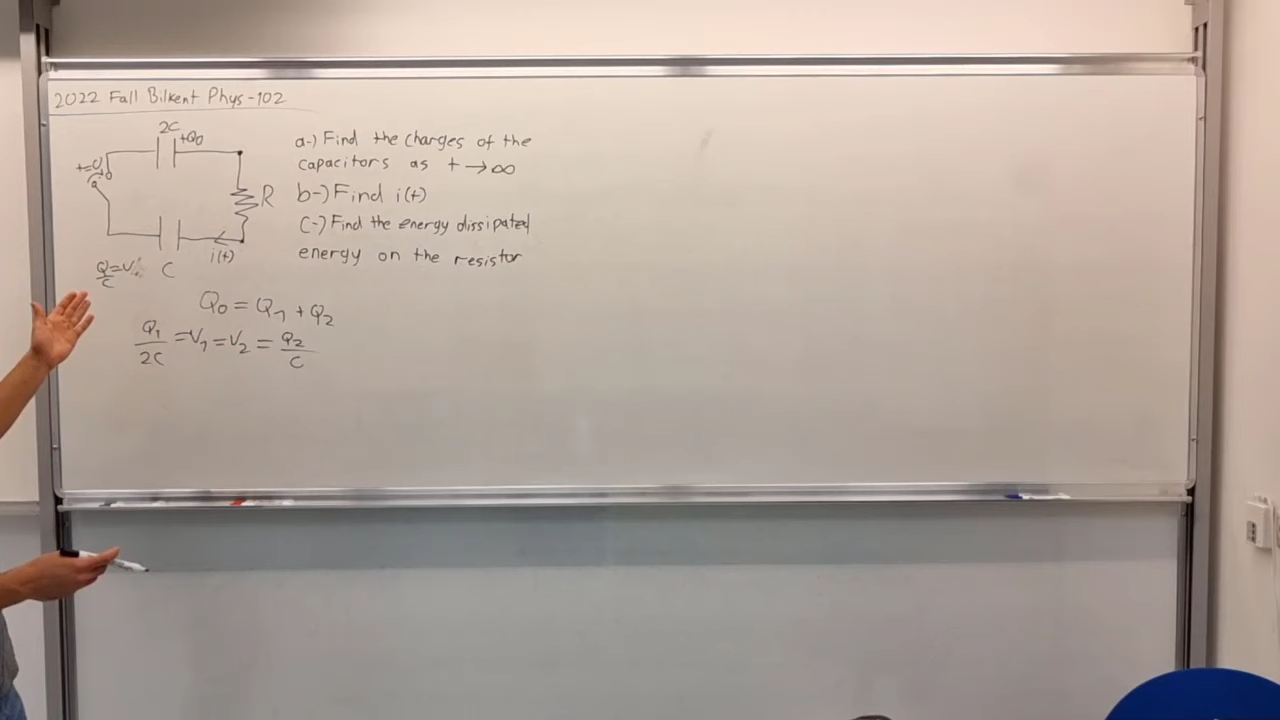 2022 Fall Bilkent Phys-102
2C
+Q₀
t=0
a
R
i(t)
C
a-) Find the charges of the
capacitors as t → ∞
b-) Find i(t)
c-) Find the energy dissipated
energy on the resistor
Q/C = V
Q₀ = Q₁ + Q₂
Q₁/2C = V₁ = V₂ = Q₂/C